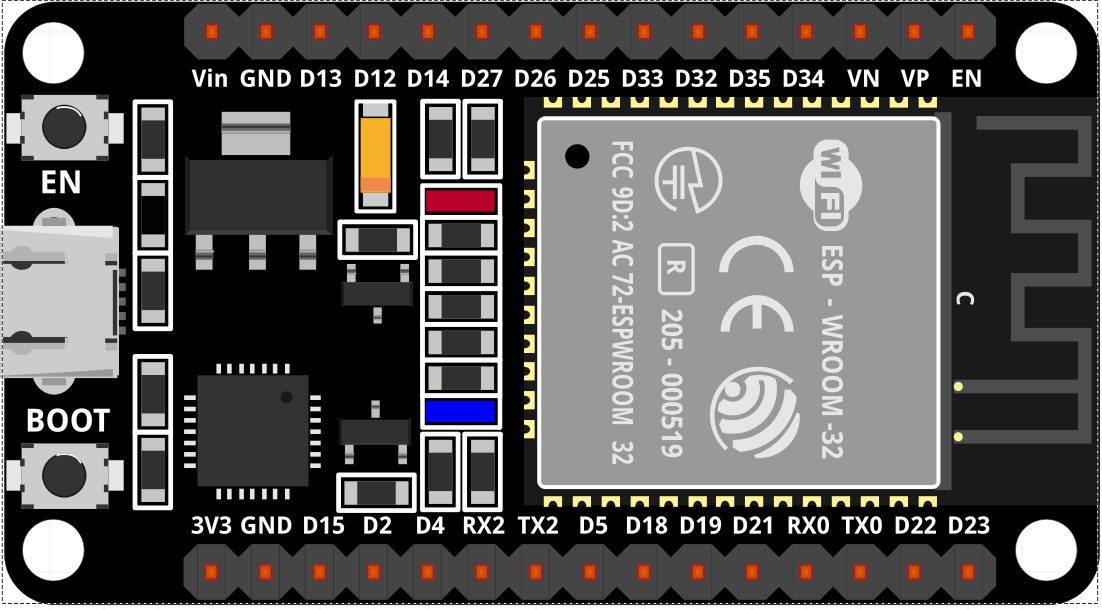 Vin GND D13 D12 D14 D27 D26 D25 D33 D32 D35 D34 VN VP EN
EN
BOOT
WiFi
ESP - WROOM -32
C
CE
R
205 - 000519
FCC 9D:2 AC 72-ESPWROOM 32
3V3 GND D15 D2 D4 RX2 TX2 D5 D18 D19 D21 RX0 TX0 D22 D23